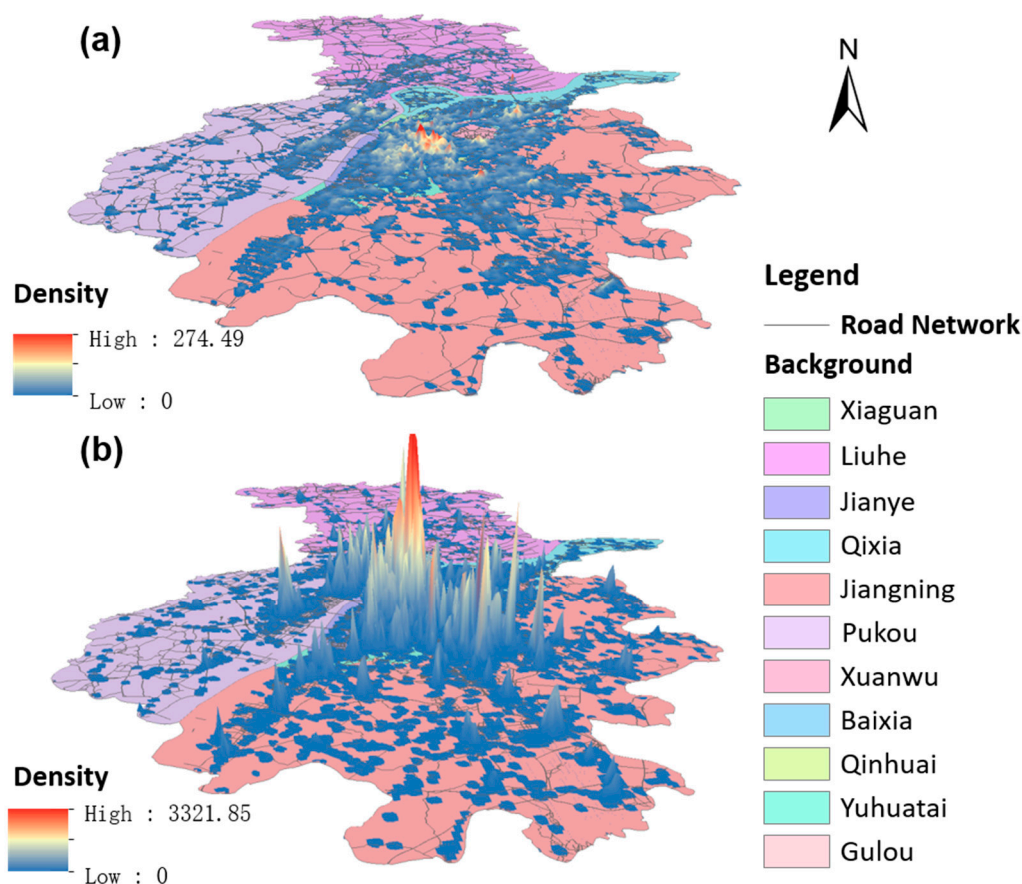 (a)
N
Density
High : 274.49
Low : 0
(b)
Density
High : 3321.85
Low : 0
Legend
Road Network
Background
Xiaguan
Liuhe
Jianye
Qixia
Jiangning
Pukou
Xuanwu
Baixia
Qinhuai
Yuhuatai
Gulou